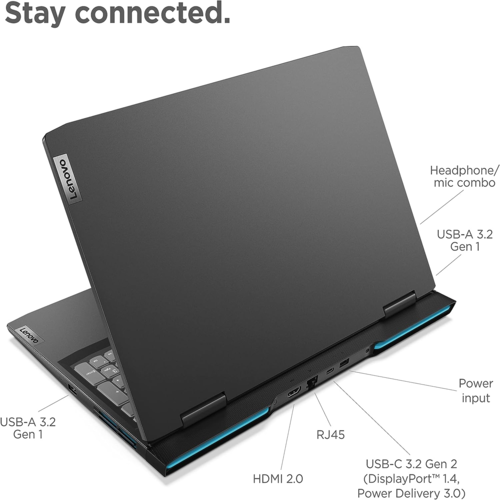 Stay connected.
Lenovo
Headphone/
mic combo
USB-A 3.2
Gen 1
Lenovo
Power
input
USB-A 3.2
Gen 1
RJ45
HDMI 2.0
USB-C 3.2 Gen 2
(DisplayPort™ 1.4,
Power Delivery 3.0)